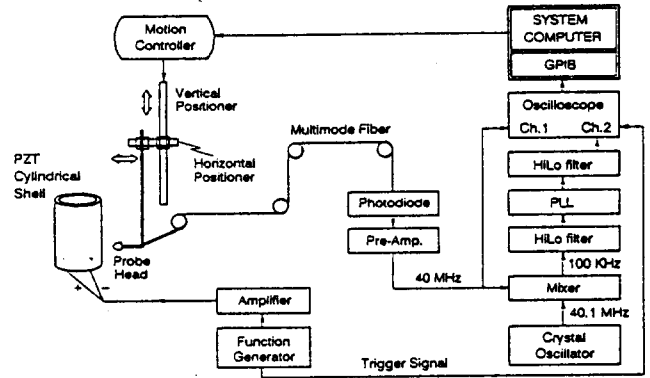 Motion
Controller
SYSTEM
COMPUTER
GPIB
Vertical
Positioner
Oscilloscope
Ch.1
Ch.2
Multimode Fiber
PZT
Cylindrical
Shell
Horizontal
Positioner
HiLo filter
Photodiode
PLL
Pre-Amp.
HiLo filter
Probe
Head
40 MHz
100 KHz
+ -
Amplifier
Mixer
40.1 MHz
Function
Generator
Crystal
Oscillator
Trigger Signal